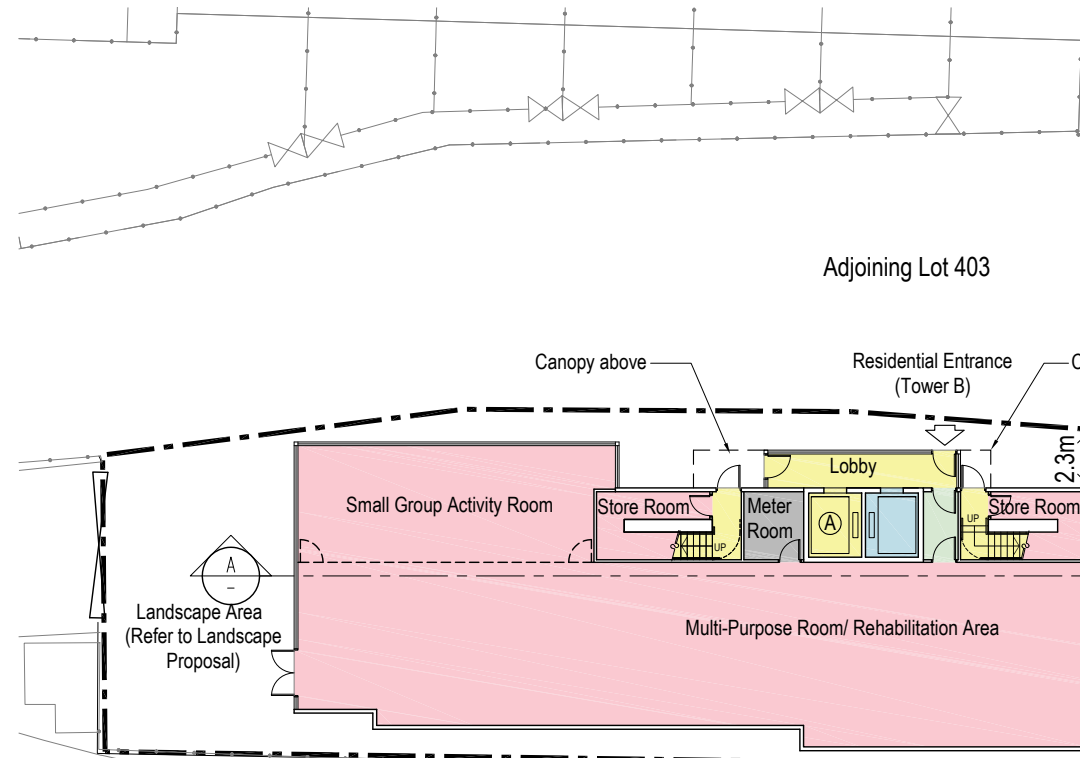 Adjoining Lot 403
Canopy above
Residential Entrance
(Tower B)
C
2.3m
Lobby
Small Group Activity Room
Store Room
Meter
Room
A
Store Room
UP
UP
A
Landscape Area
(Refer to Landscape
Proposal)
Multi-Purpose Room/ Rehabilitation Area